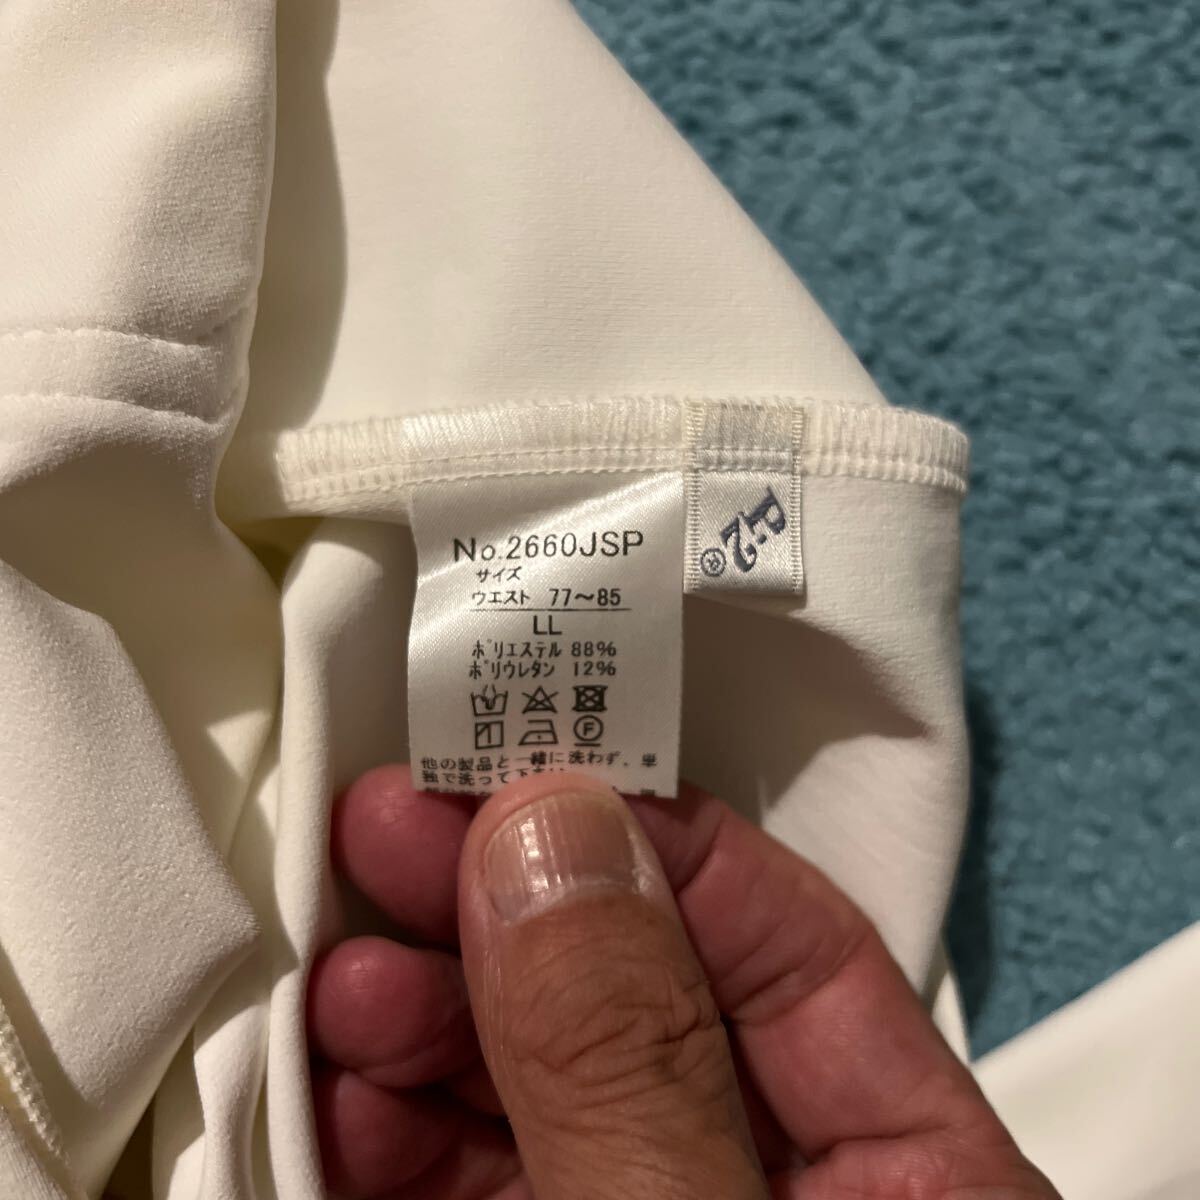 No.2660JSP
サイズ
ウエスト 77～85
LL
ポリエステル 88%
ポリウレタン 12%
F
他の製品と一緒に洗わず、単
独で洗って下
Pi2®